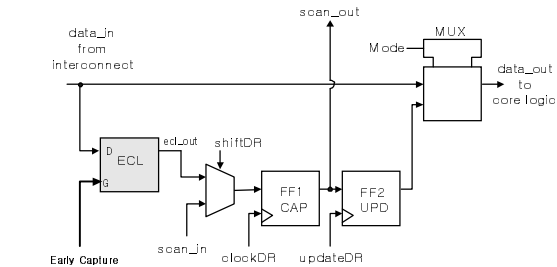 scan_out
data_in
from
interconnect
MUX
Mode
data_out
to
core logic
D
ECL
G
ecl_out
shiftDR
FF1
CAP
FF2
UPD
scan_in
clockDR
updateDR
Early Capture